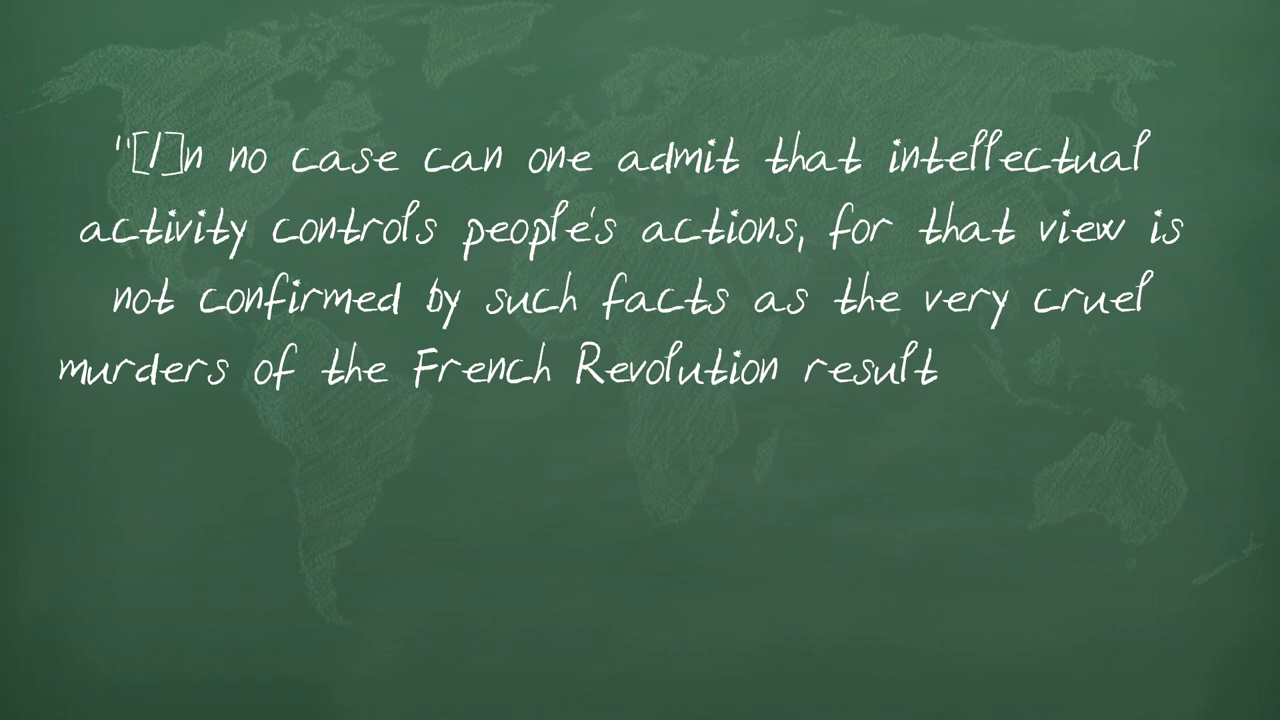 "[I]n no case can one admit that intellectual
activity controls people's actions, for that view is
not confirmed by such facts as the very cruel
murders of the French Revolution result